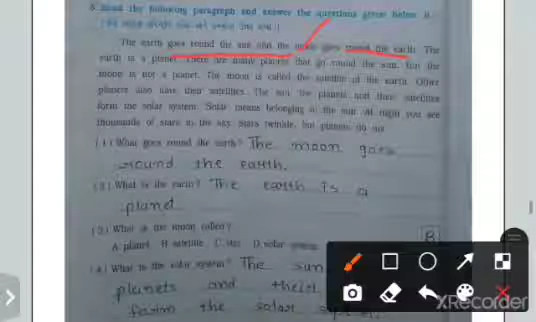 8. Read the following paragraph and answer the questions given below it.
The earth goes round the sun and the moon goes round the earth. The
earth is a planet. There are many planets that go round the sun. But the
moon is not a planet. The moon is called the satellite of the earth. Other
planets also have their satellites. The sun, the planets and their satellites
form the solar system. Solar means belonging to the sun. At night you see
thousands of stars in the sky. Stars twinkle, but planets do not.
(1) What goes round the earth? The moon goes
round the earth.
(2) What is the earth? The earth is a
planet
(3) What is the moon called?
A. planet B. satellite C. star D. solar system B
(4) What is the solar system? The sun
planets and their
form the solar system.
XRecorder